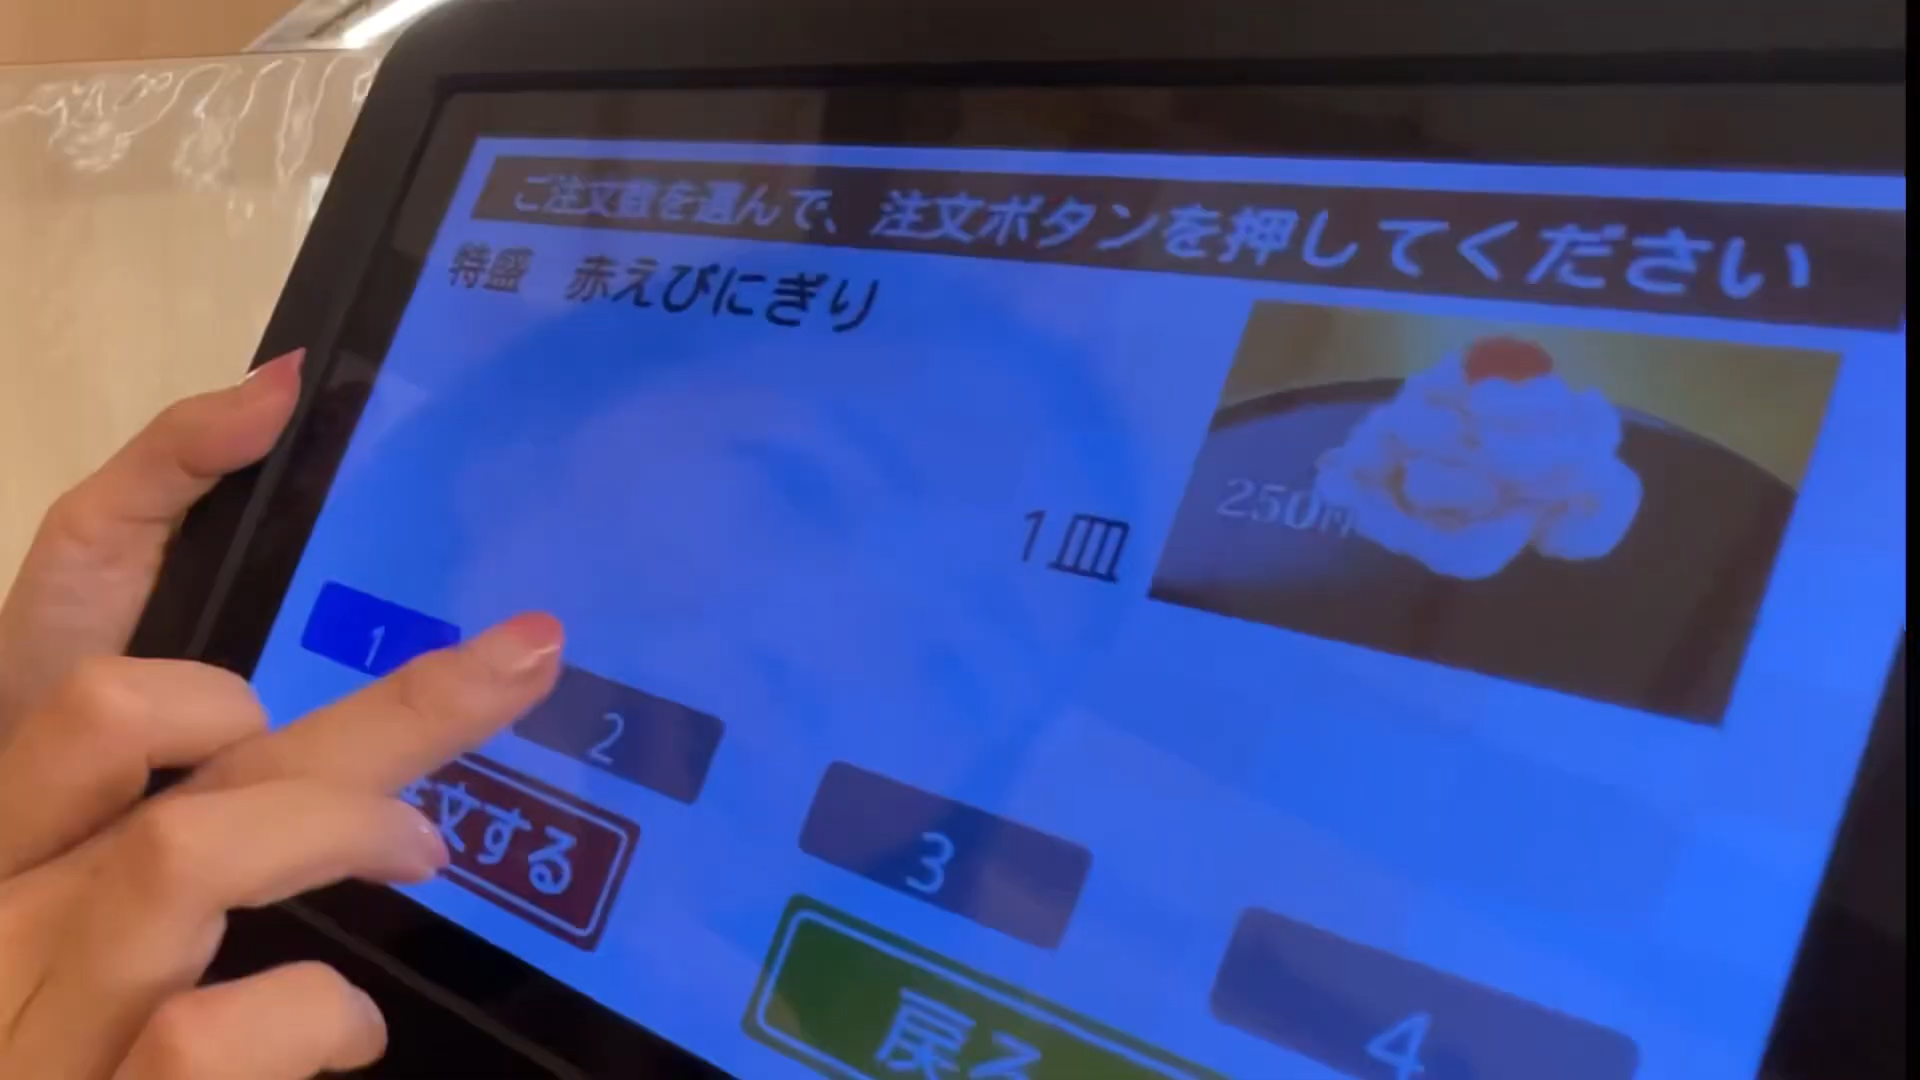 ご注文数を選んで、注文ボタンを押してください
特盛 赤えびにぎり
250円
1皿
1
2
3
4
文する
戻る